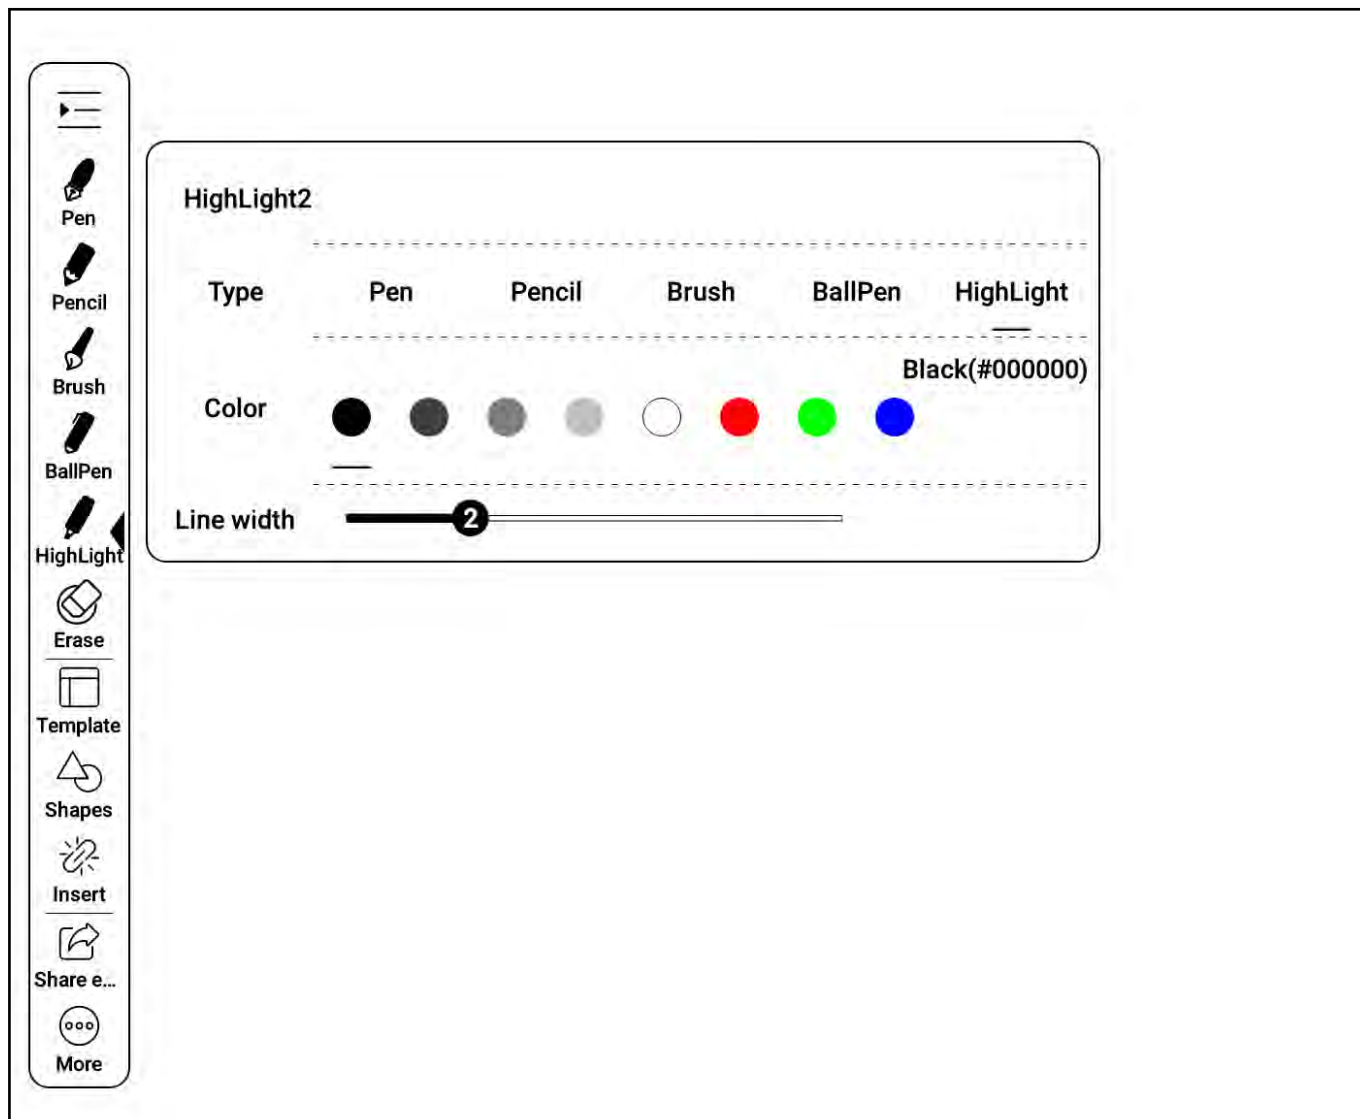 Pen
Pencil
Brush
BallPen
HighLight
Erase
Template
Shapes
Insert
Share e...
More
HighLight2
Type Pen Pencil Brush BallPen HighLight
Black(#000000)
Color
Line width 2